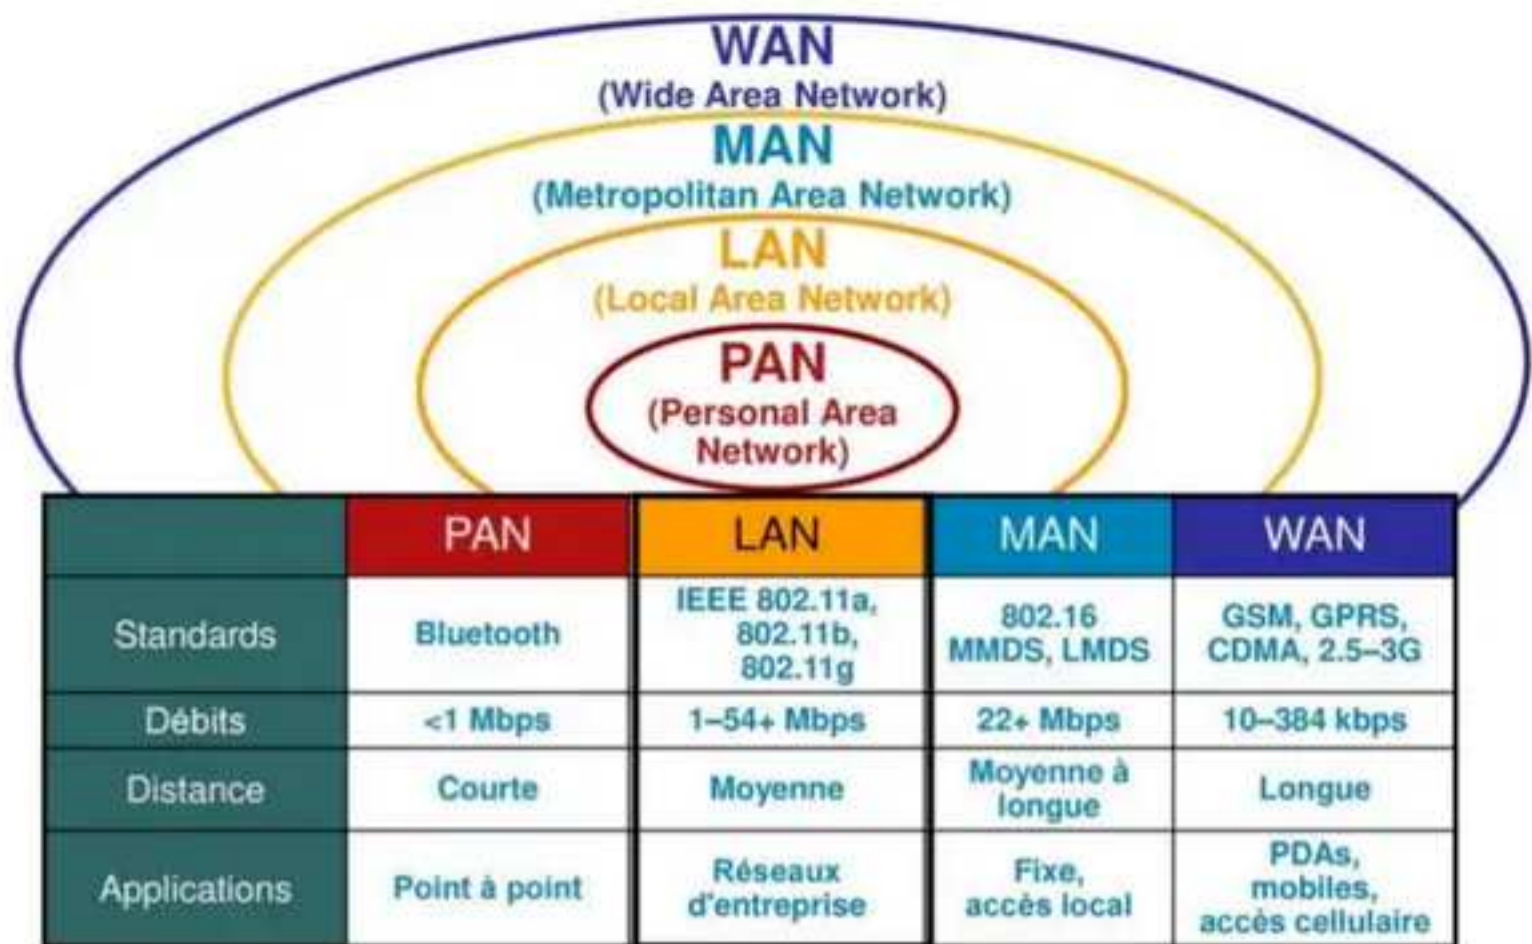 WAN
(Wide Area Network)
MAN
(Metropolitan Area Network)
LAN
(Local Area Network)
PAN
(Personal Area
Network)
PAN LAN MAN WAN
Standards
Bluetooth
IEEE 802.11a,
802.11b,
802.11g
802.16
MMDS, LMDS
GSM, GPRS,
CDMA, 2.5–3G
Débits
<1 Mbps
1–54+ Mbps
22+ Mbps
10–384 kbps
Distance
Courte
Moyenne
Moyenne à
longue
Longue
Applications
Point à point
Réseaux
d'entreprise
Fixe,
accès local
PDAs,
mobiles,
accès cellulaire